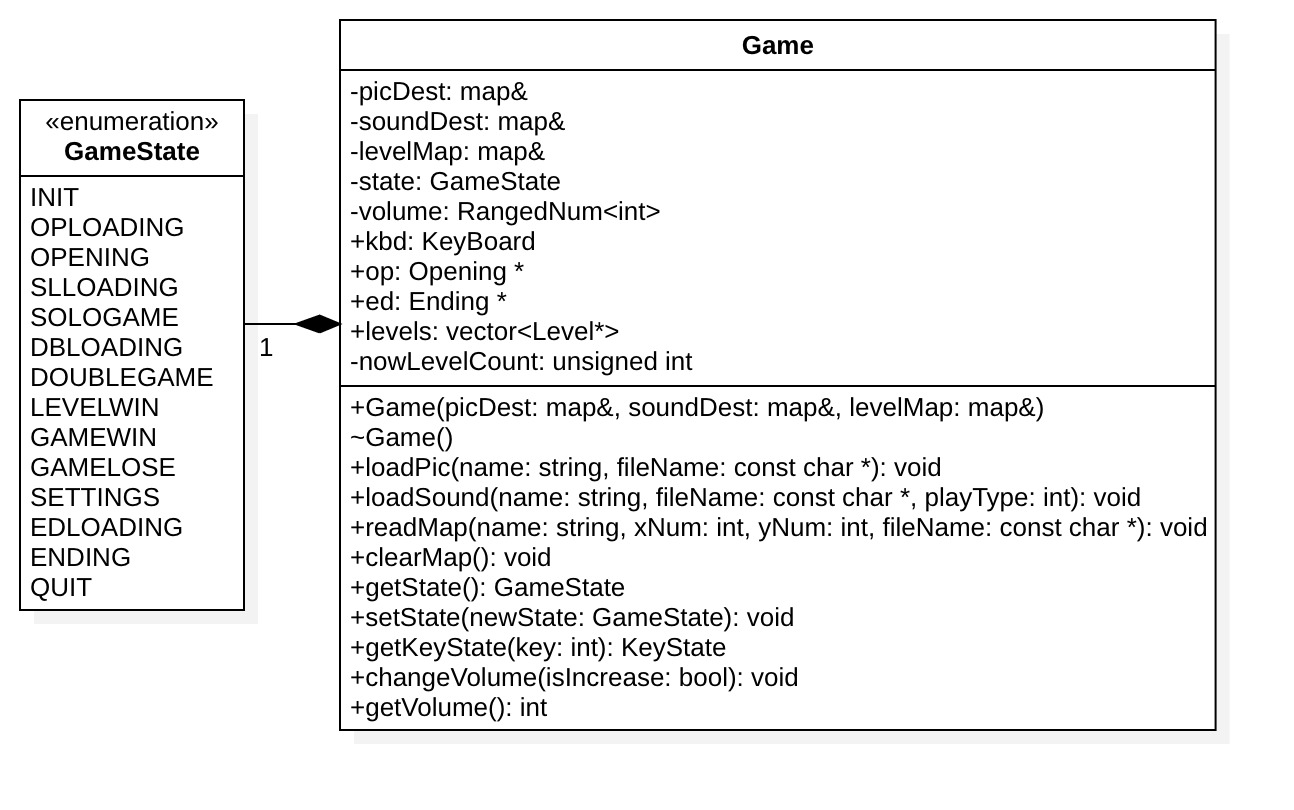 «enumeration»
GameState
INIT
OPLOADING
OPENING
SLLOADING
SOLOGAME
DBLOADING
DOUBLEGAME
LEVELWIN
GAMEWIN
GAMELOSE
SETTINGS
EDLOADING
ENDING
QUIT
1
Game
-picDest: map&
-soundDest: map&
-levelMap: map&
-state: GameState
-volume: RangedNum<int>
+kbd: KeyBoard
+op: Opening *
+ed: Ending *
+levels: vector<Level*>
-nowLevelCount: unsigned int
+Game(picDest: map&, soundDest: map&, levelMap: map&)
~Game()
+loadPic(name: string, fileName: const char *): void
+loadSound(name: string, fileName: const char *, playType: int): void
+readMap(name: string, xNum: int, yNum: int, fileName: const char *): void
+clearMap(): void
+getState(): GameState
+setState(newState: GameState): void
+getKeyState(key: int): KeyState
+changeVolume(isIncrease: bool): void
+getVolume(): int